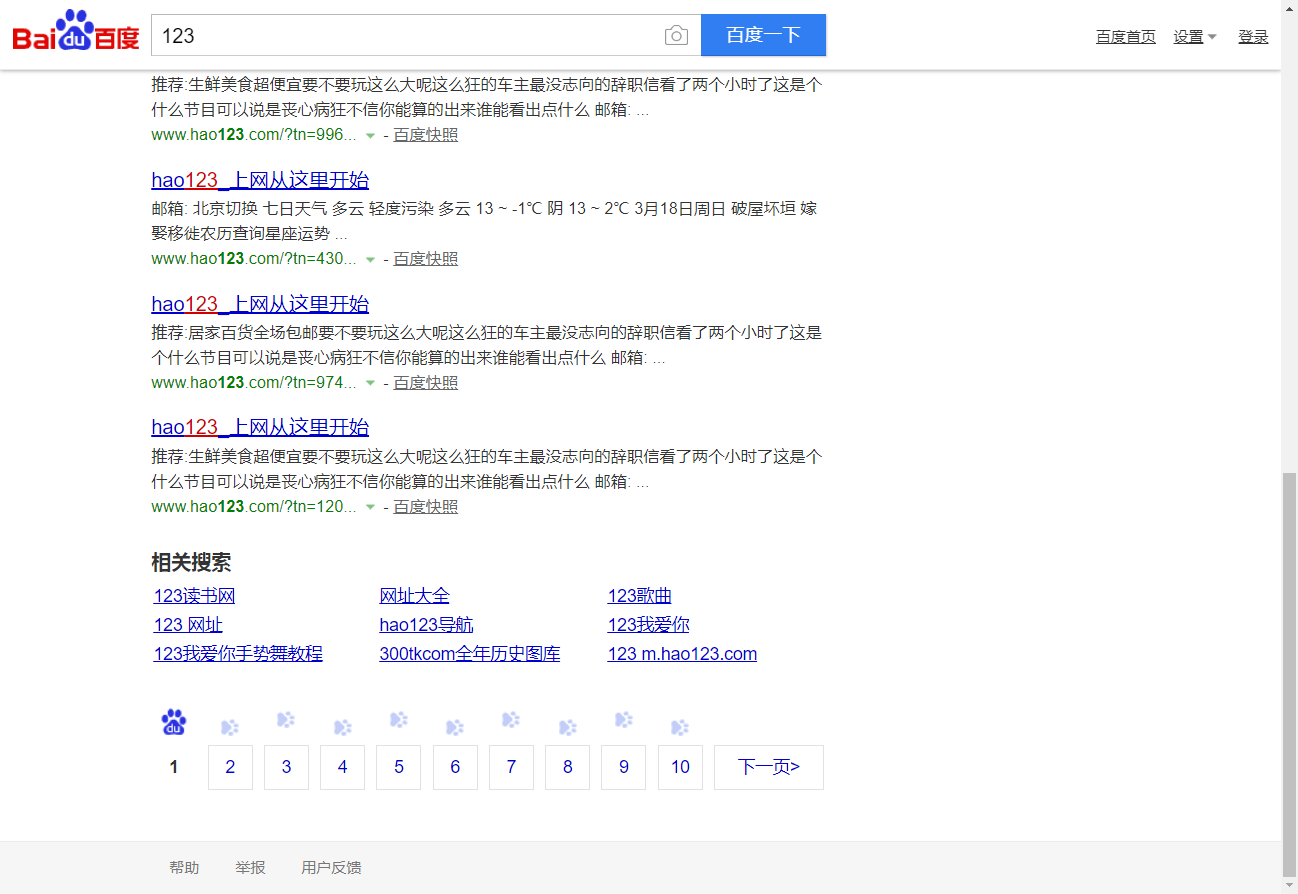 Bai du 百度 123 百度一下 百度首页 设置 登录
推荐:生鲜美食超便宜要不要玩这么大呢这么狂的车主最没志向的辞职信看了两个小时了这是个
什么节目可以说是丧心病狂不信你能算的出来谁能看出点什么 邮箱: ...
www.hao123.com/?tn=996... - 百度快照
hao123_上网从这里开始
邮箱: 北京切换 七日天气 多云 轻度污染 多云 13 ~ -1℃ 阴 13 ~ 2℃ 3月18日周日 破屋坏垣 嫁
娶移徙农历查询星座运势 ...
www.hao123.com/?tn=430... - 百度快照
hao123_上网从这里开始
推荐:居家百货全场包邮要不要玩这么大呢这么狂的车主最没志向的辞职信看了两个小时了这是
个什么节目可以说是丧心病狂不信你能算的出来谁能看出点什么 邮箱: ...
www.hao123.com/?tn=974... - 百度快照
hao123_上网从这里开始
推荐:生鲜美食超便宜要不要玩这么大呢这么狂的车主最没志向的辞职信看了两个小时了这是个
什么节目可以说是丧心病狂不信你能算的出来谁能看出点什么 邮箱: ...
www.hao123.com/?tn=120... - 百度快照
相关搜索
123读书网 网址大全 123歌曲
123 网址 hao123导航 123我爱你
123我爱你手势舞教程 300tkcom全年历史图库 123 m.hao123.com
du
1 2 3 4 5 6 7 8 9 10 下一页>
帮助 举报 用户反馈